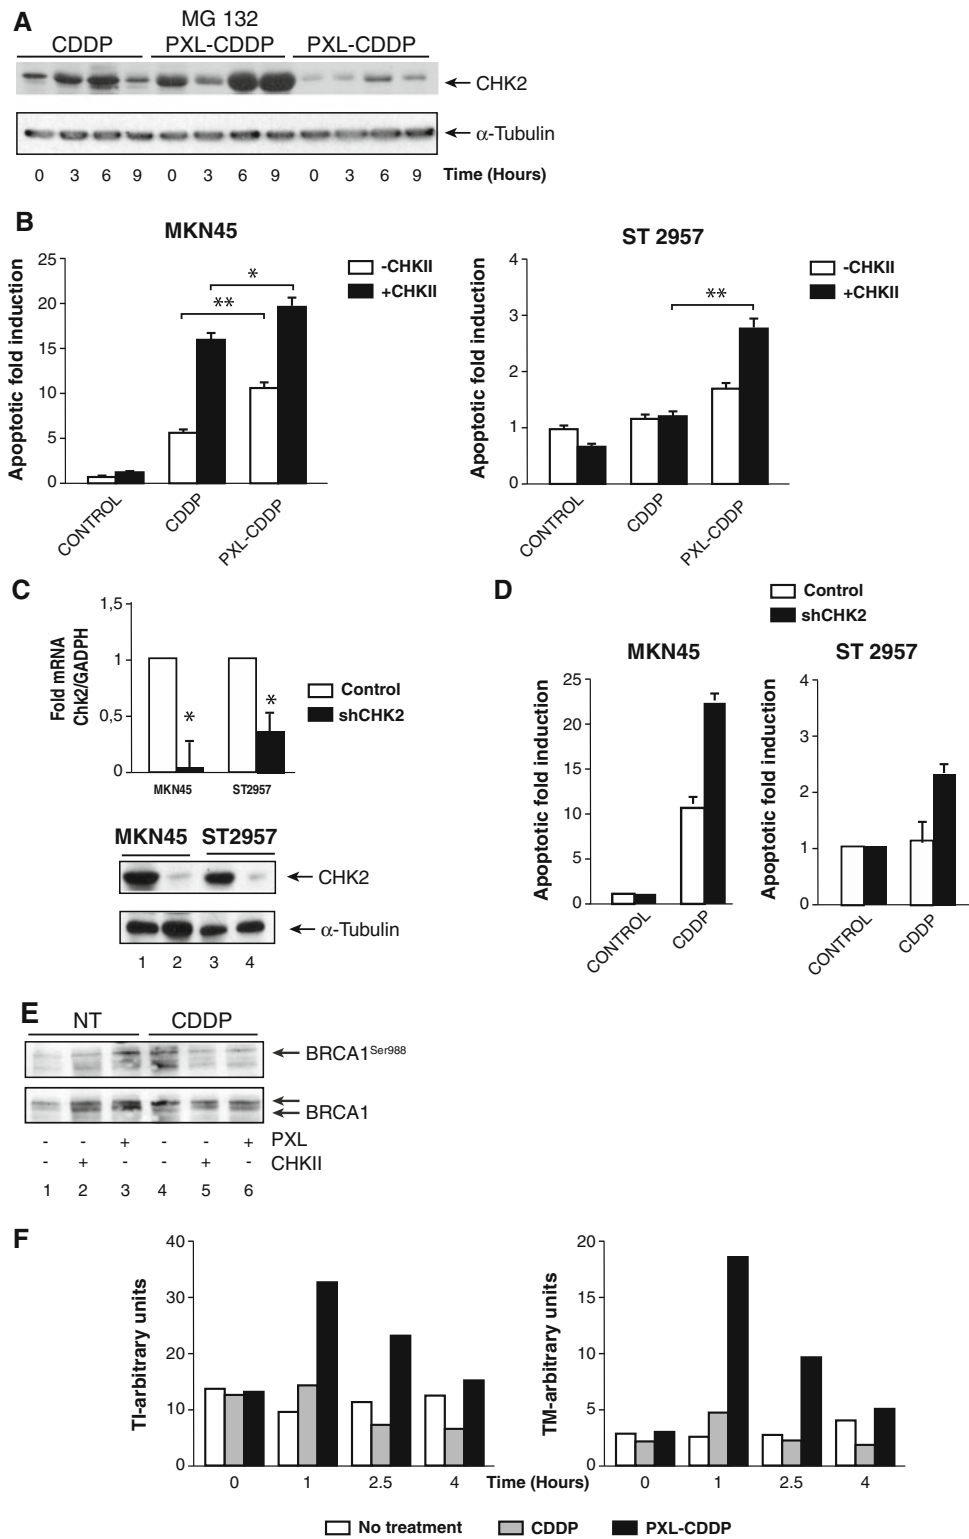 A
MG 132
CDDP PXL-CDDP PXL-CDDP
CHK2
α-Tubulin
0 3 6 9 0 3 6 9 0 3 6 9 Time (Hours)
B
MKN45
Apoptotic fold induction
25
20
15
10
5
0
-CHKII
+CHKII
*
**
CONTROL
CDDP
PXL-CDDP
ST 2957
Apoptotic fold induction
4
3
2
1
0
-CHKII
+CHKII
**
CONTROL
CDDP
PXL-CDDP
C
Fold mRNA
Chk2/GADPH
1,5
1
0,5
0
* *
MKN45 ST2957
Control
shCHK2
MKN45 ST2957
CHK2
α-Tubulin
1 2 3 4
D
Control
shCHK2
MKN45
Apoptotic fold induction
25
20
15
10
5
0
CONTROL
CDDP
ST 2957
Apoptotic fold induction
4
3
2
1
0
CONTROL
CDDP
E
NT CDDP
BRCA1Ser988
BRCA1
- - + - - + PXL
- + - - + - CHKII
1 2 3 4 5 6
F
TI-arbitrary units
40
30
20
10
0
0 1 2.5 4 Time (Hours)
TM-arbitrary units
20
15
10
5
0
0 1 2.5 4
No treatment CDDP PXL-CDDP